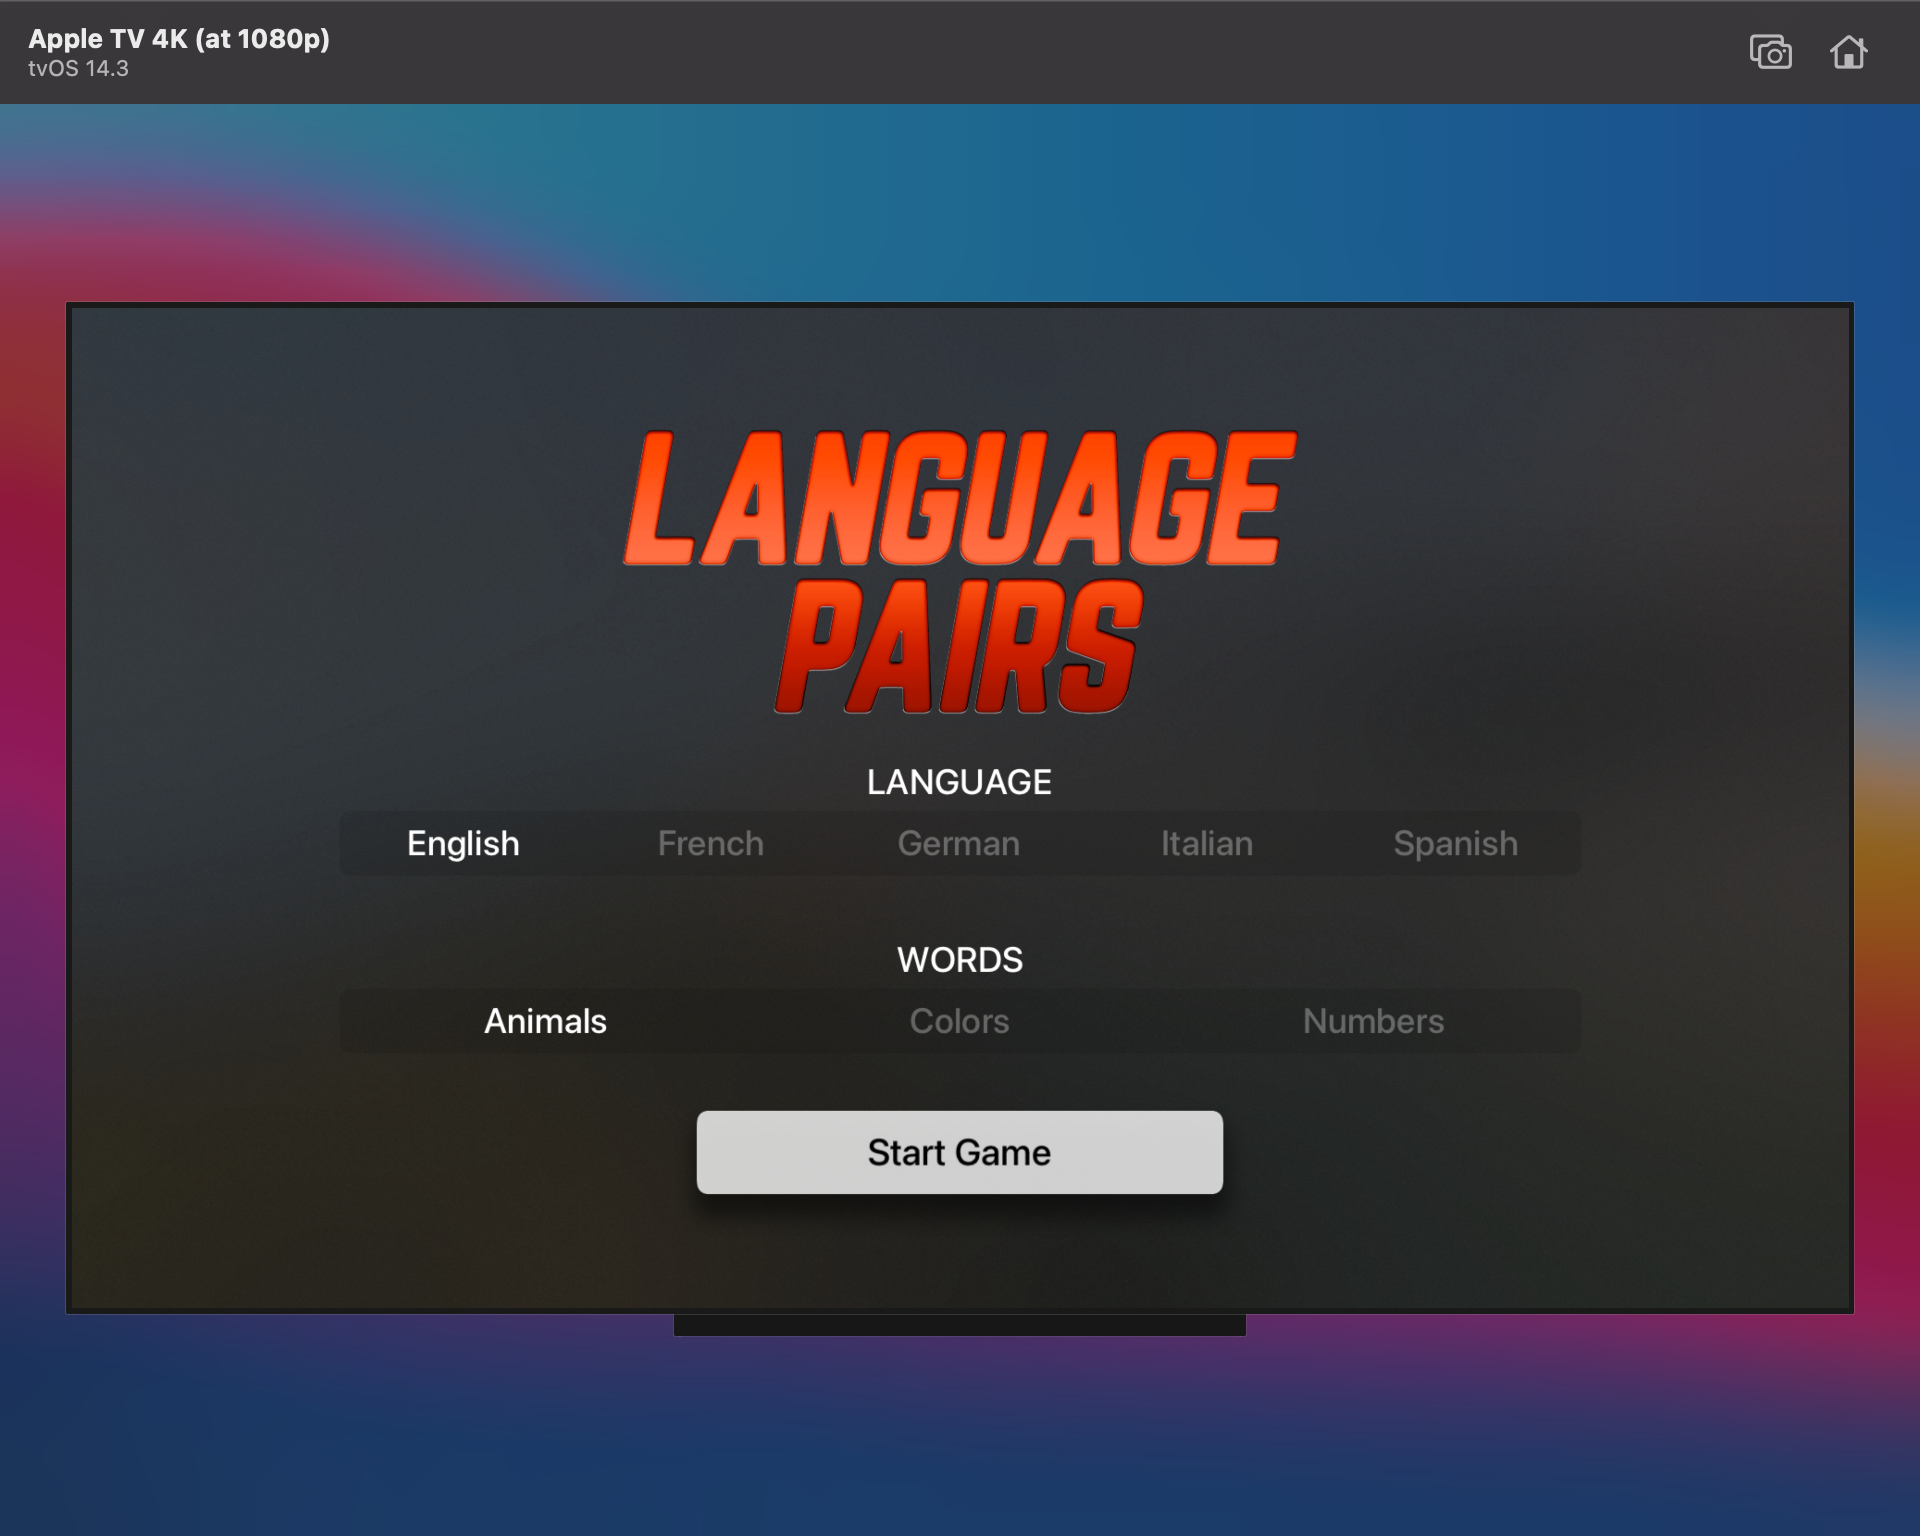 Apple TV 4K (at 1080p)
tvOS 14.3
LANGUAGE
PAIRS
LANGUAGE
English French German Italian Spanish
WORDS
Animals Colors Numbers
Start Game